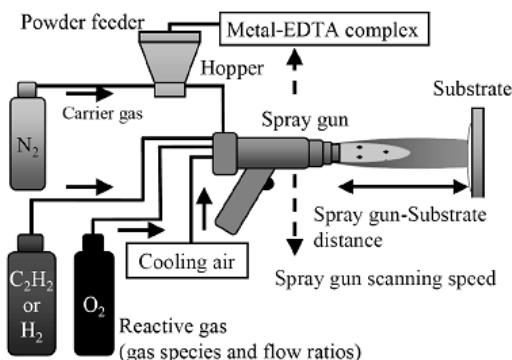 Powder feeder
Metal-EDTA complex
Hopper
Substrate
Carrier gas
Spray gun
N₂
Spray gun-Substrate
distance
Cooling air
Spray gun scanning speed
C₂H₂
or
H₂
O₂
Reactive gas
(gas species and flow ratios)